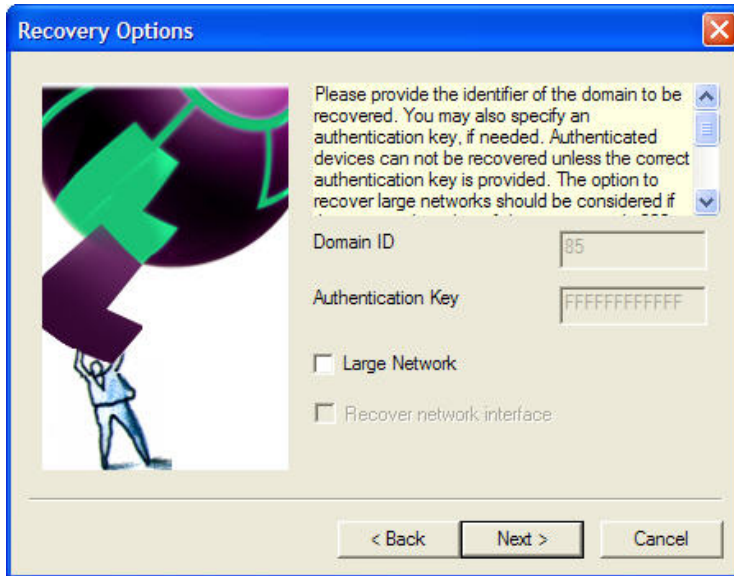 Recovery Options
Please provide the identifier of the domain to be
recovered. You may also specify an
authentication key, if needed. Authenticated
devices can not be recovered unless the correct
authentication key is provided. The option to
recover large networks should be considered if
Domain ID
85
Authentication Key
FFFFFFFFFFFF
Large Network
Recover network interface
< Back
Next >
Cancel